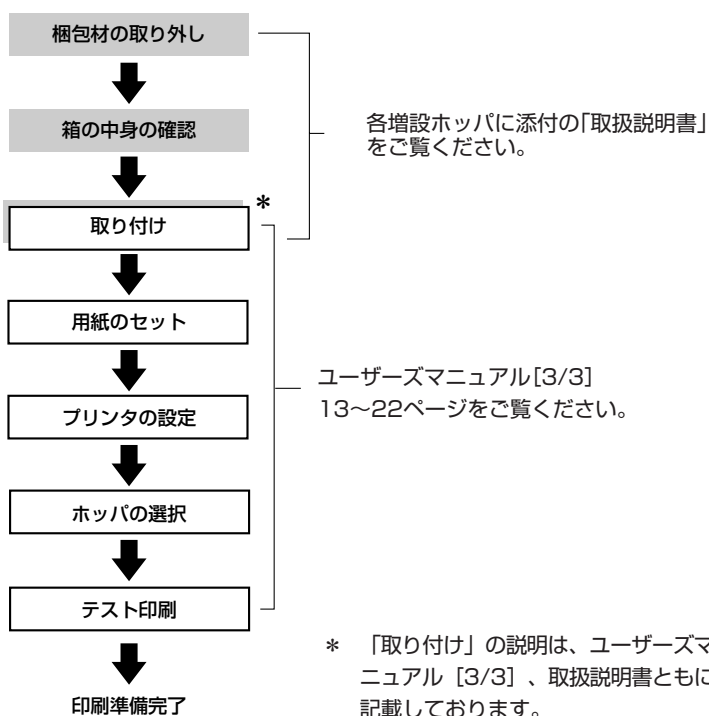 梱包材の取り外し
箱の中身の確認
各増設ホッパに添付の「取扱説明書」
をご覧ください。
*
取り付け
用紙のセット
ユーザーズマニュアル[3/3]
13〜22ページをご覧ください。
プリンタの設定
ホッパの選択
テスト印刷
* 「取り付け」の説明は、ユーザーズマ
ニュアル［3/3］、取扱説明書ともに
記載しております。
印刷準備完了